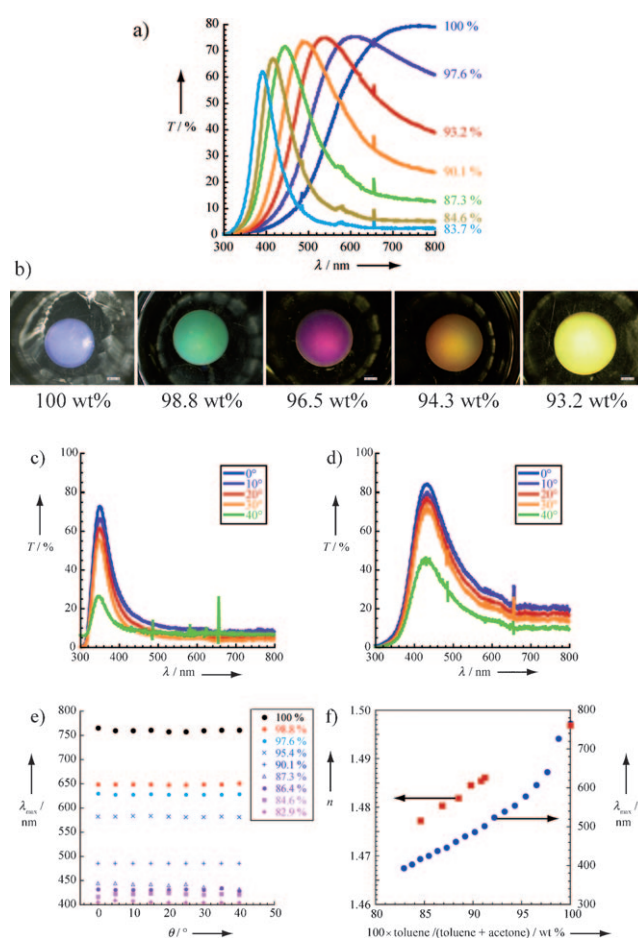 a)
80
70
60
50
40
30
20
10
0
T / %
100 %
97.6 %
93.2 %
90.1 %
87.3 %
84.6 %
83.7 %
300 400 500 600 700 800
λ / nm
b)
100 wt% 98.8 wt% 96.5 wt% 94.3 wt% 93.2 wt%
c)
100
80
60
40
20
0
T / %
0°
10°
20°
30°
40°
300 400 500 600 700 800
λ / nm
d)
100
80
60
40
20
0
T / %
0°
10°
20°
30°
40°
300 400 500 600 700 800
λ / nm
e)
800
750
700
650
600
550
500
450
400
λmax / nm
100 %
98.8 %
97.6 %
95.4 %
90.1 %
87.3 %
86.4 %
84.6 %
82.9 %
0 10 20 30 40 50
θ / °
f)
1.50
1.49
1.48
1.47
1.46
n
800
700
600
500
400
300
λmax / nm
80 85 90 95 100
100× toluene /(toluene + acetone) / wt %